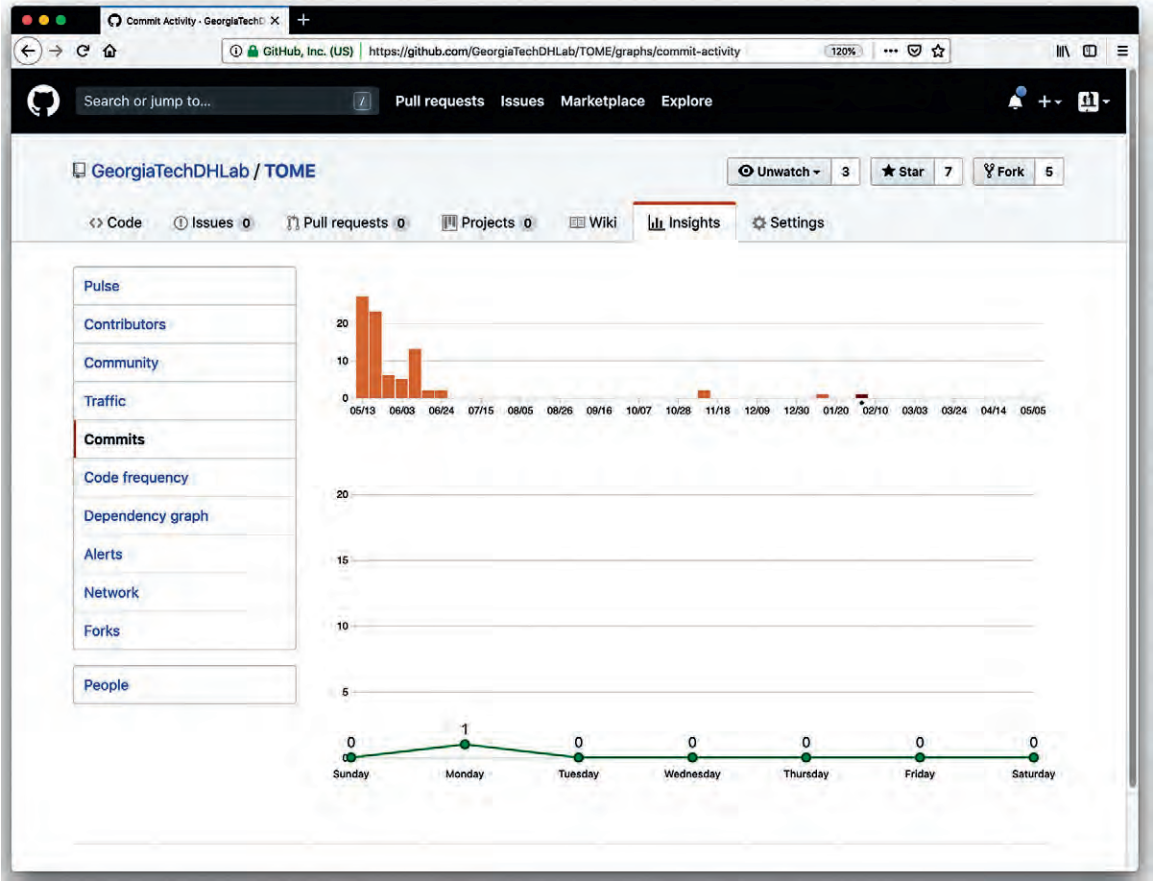 Commit Activity - GeorgiaTechD
GitHub, Inc. (US) https://github.com/GeorgiaTechDHLab/TOME/graphs/commit-activity 120%
Search or jump to... / Pull requests Issues Marketplace Explore
GeorgiaTechDHLab / TOME Unwatch 3 Star 7 Fork 5
Code Issues 0 Pull requests 0 Projects 0 Wiki Insights Settings
Pulse
Contributors
Community
Traffic
Commits
Code frequency
Dependency graph
Alerts
Network
Forks
People
20
10
0
05/13 06/03 06/24 07/15 08/05 08/26 09/16 10/07 10/28 11/18 12/09 12/30 01/20 02/10 03/03 03/24 04/14 05/05
20
15
10
5
0
0 1 0 0 0 0 0
Sunday Monday Tuesday Wednesday Thursday Friday Saturday